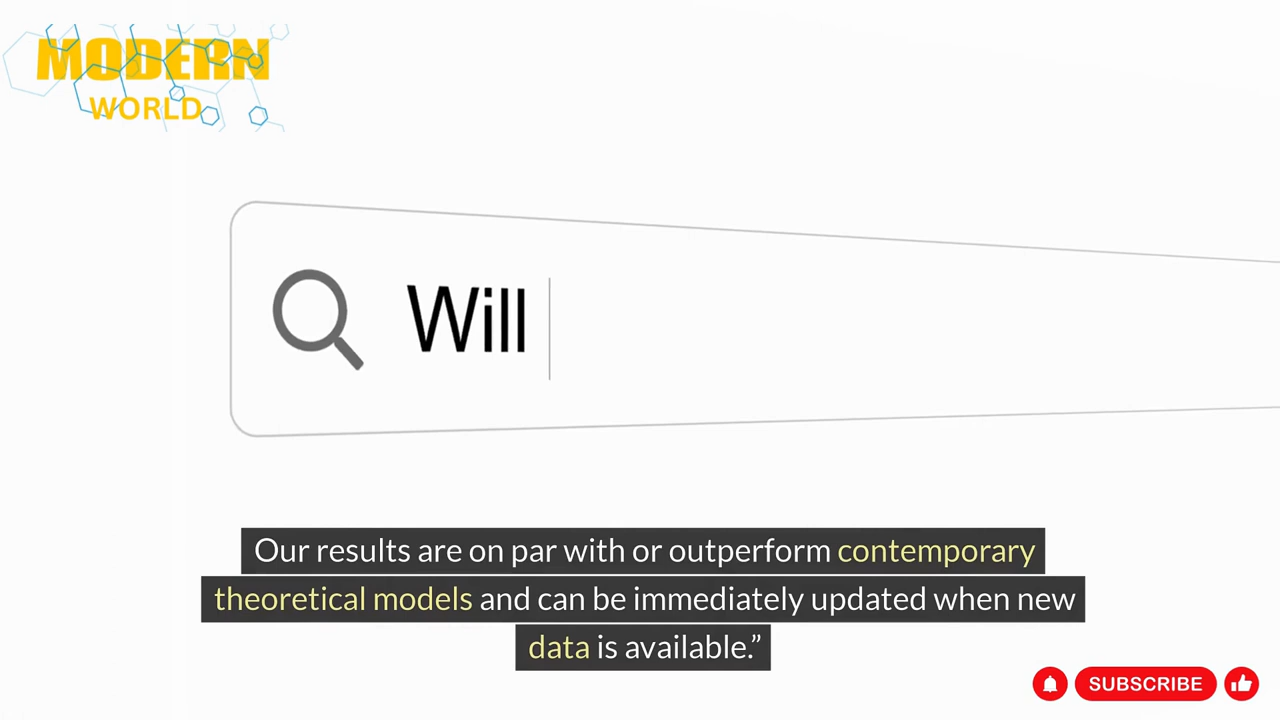 MODERN
WORLD
Will
Our results are on par with or outperform contemporary
theoretical models and can be immediately updated when new
data is available.”
SUBSCRIBE